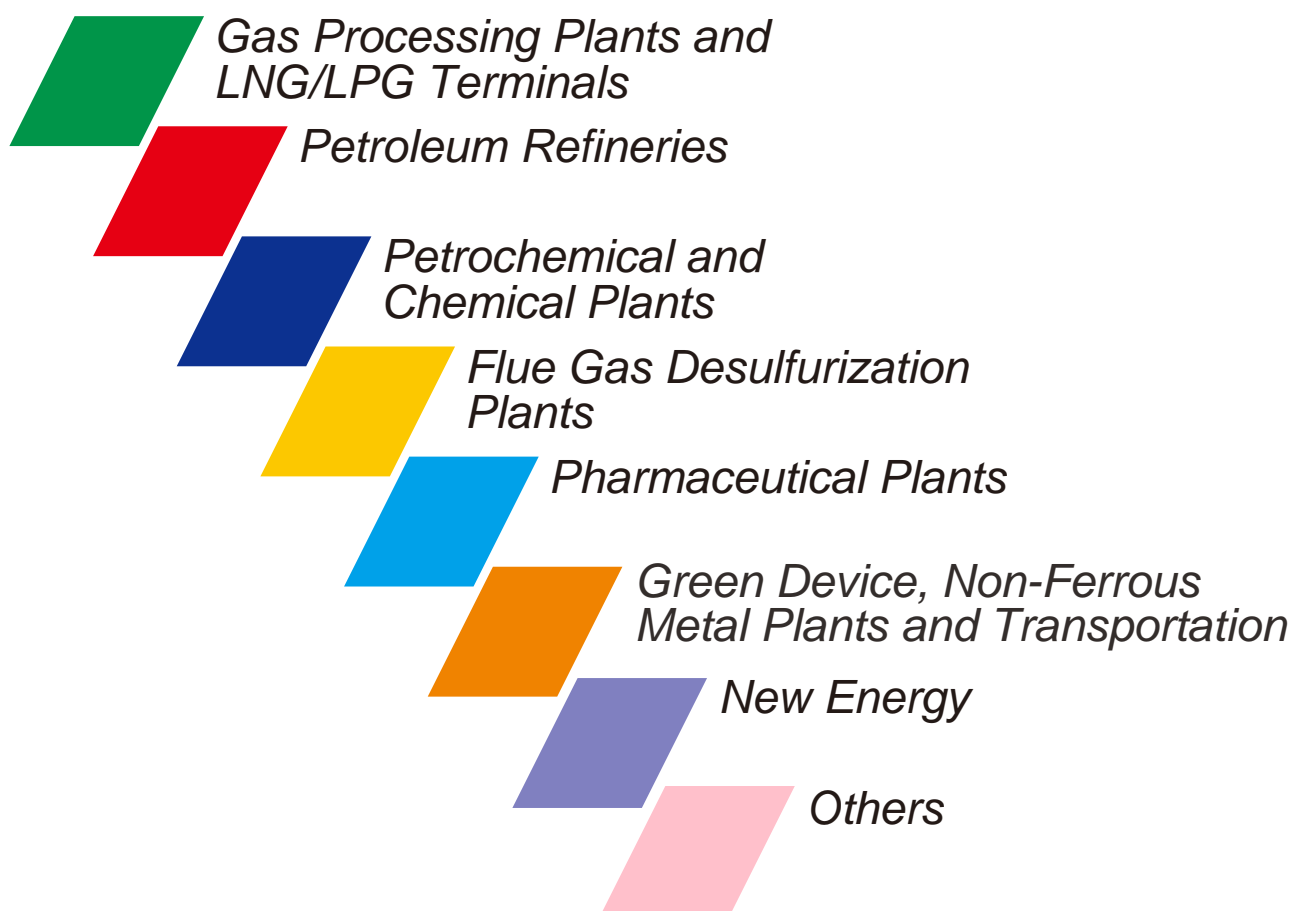 Gas Processing Plants and
LNG/LPG Terminals
Petroleum Refineries
Petrochemical and
Chemical Plants
Flue Gas Desulfurization
Plants
Pharmaceutical Plants
Green Device, Non-Ferrous
Metal Plants and Transportation
New Energy
Others